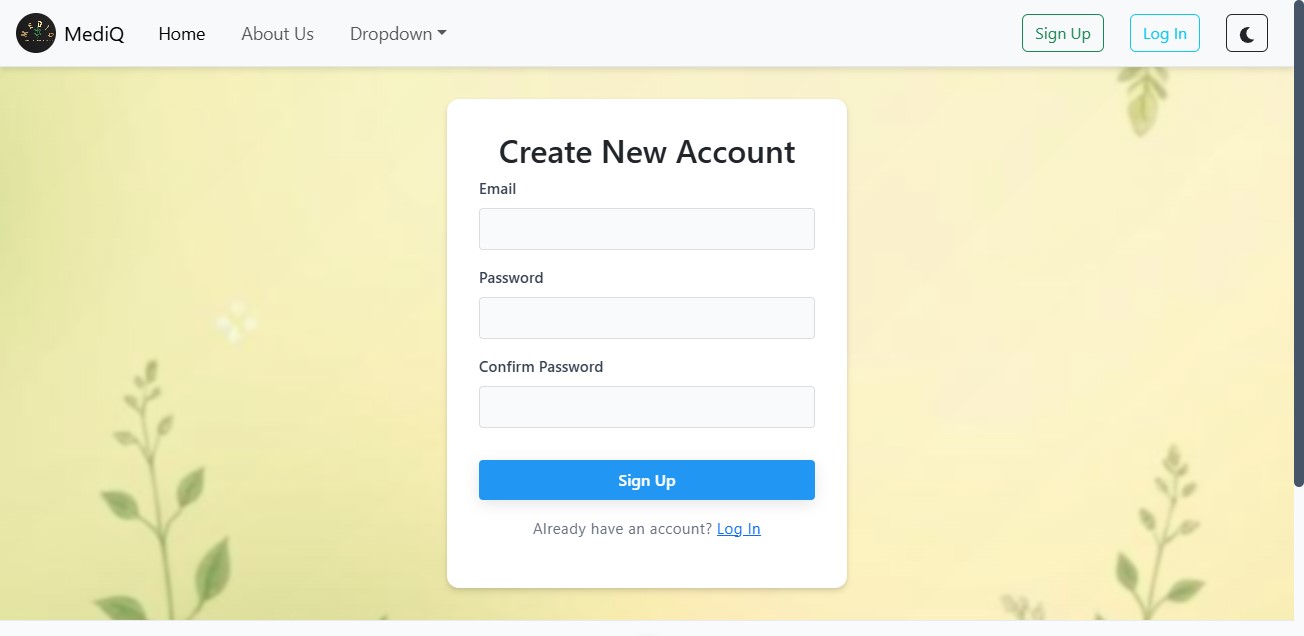 MediQ Home About Us Dropdown Sign Up Log In
Create New Account
Email
Password
Confirm Password
Sign Up
Already have an account? Log In